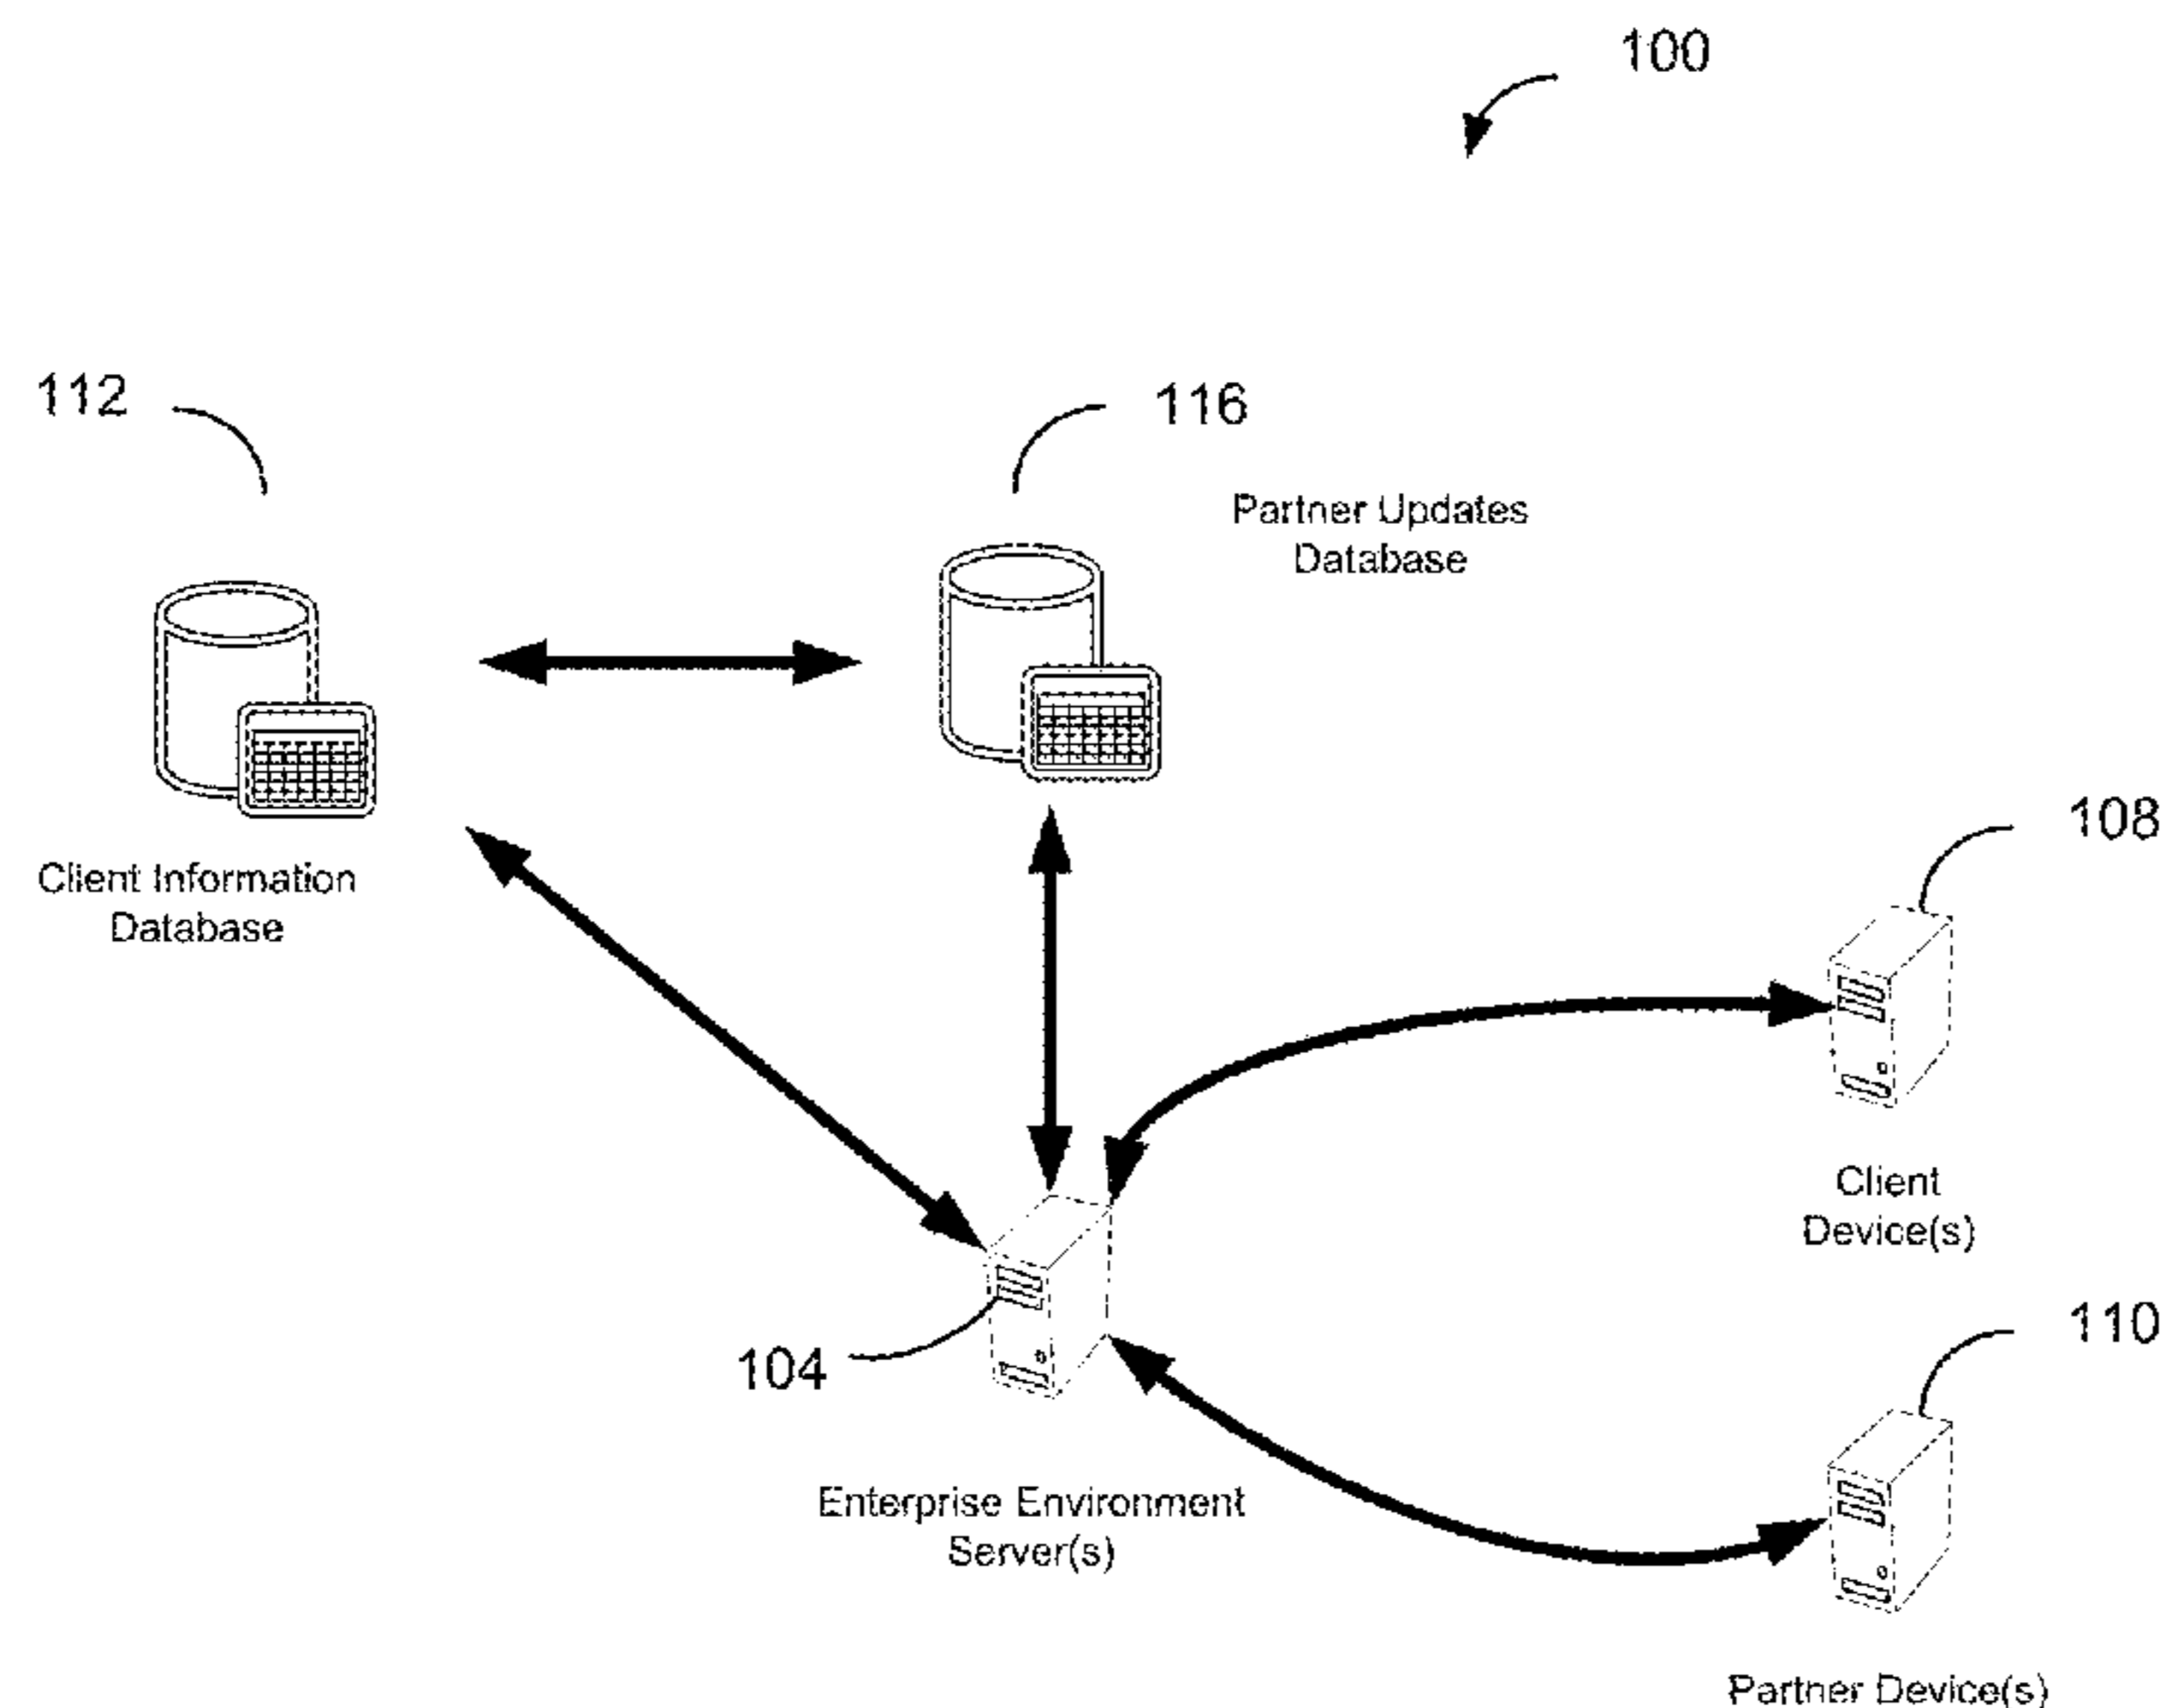 100
112
116
Partner Updates
Database
108
Client Information
Database
Client
Device(s)
110
104
Enterprise Environment
Server(s)
Partner Device(s)